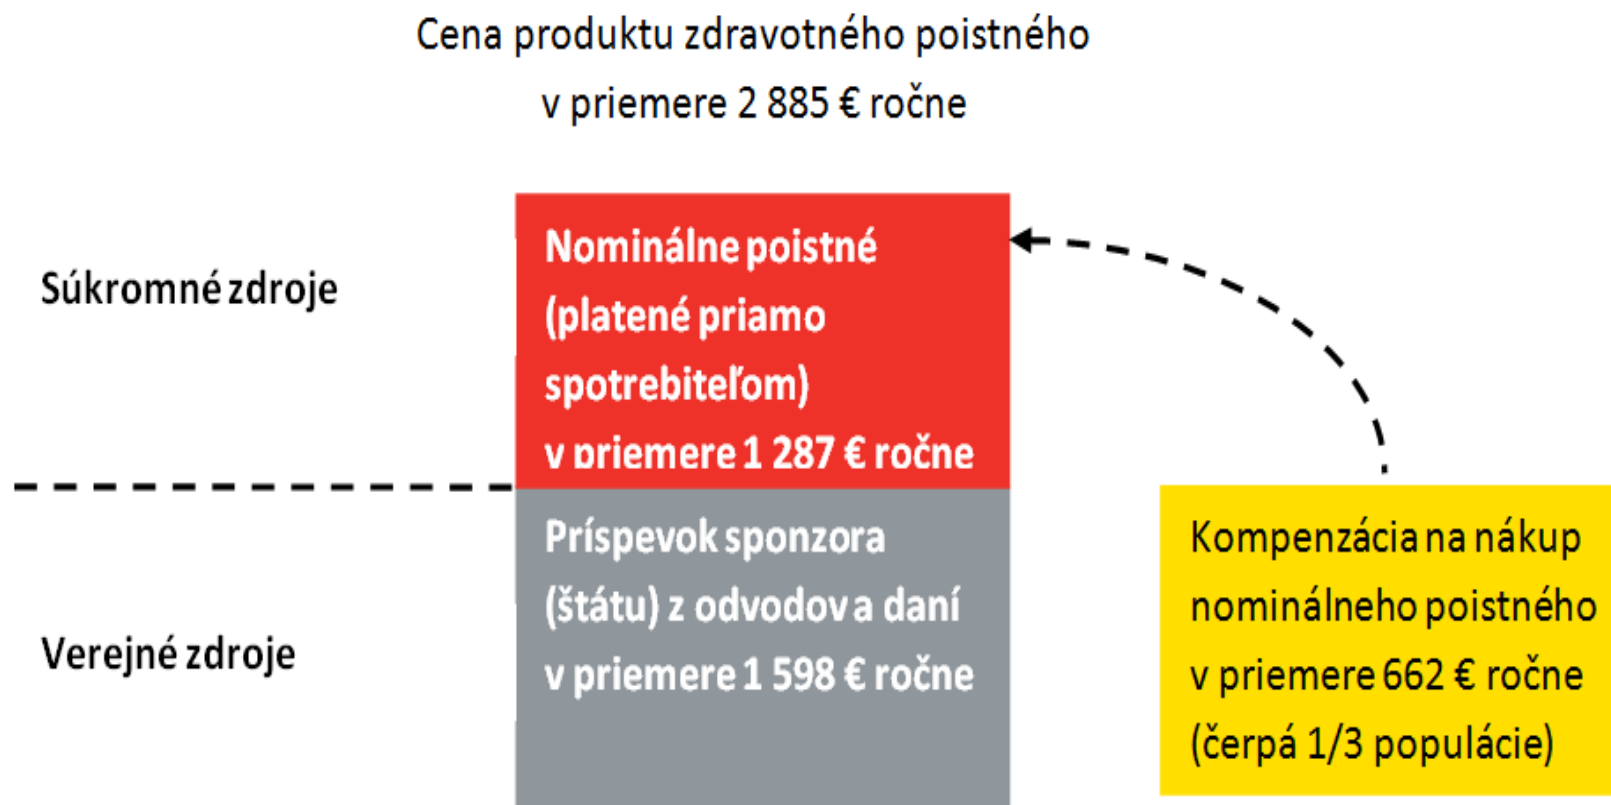 Cena produktu zdravotného poistného
v priemere 2 885 € ročne
Súkromné zdroje
Nominálne poistné
(platené priamo
spotrebiteľom)
v priemere 1 287 € ročne
Verejné zdroje
Príspevok sponzora
(štátu) z odvodov a daní
v priemere 1 598 € ročne
Kompenzácia na nákup
nominálneho poistného
v priemere 662 € ročne
(čerpá 1/3 populácie)